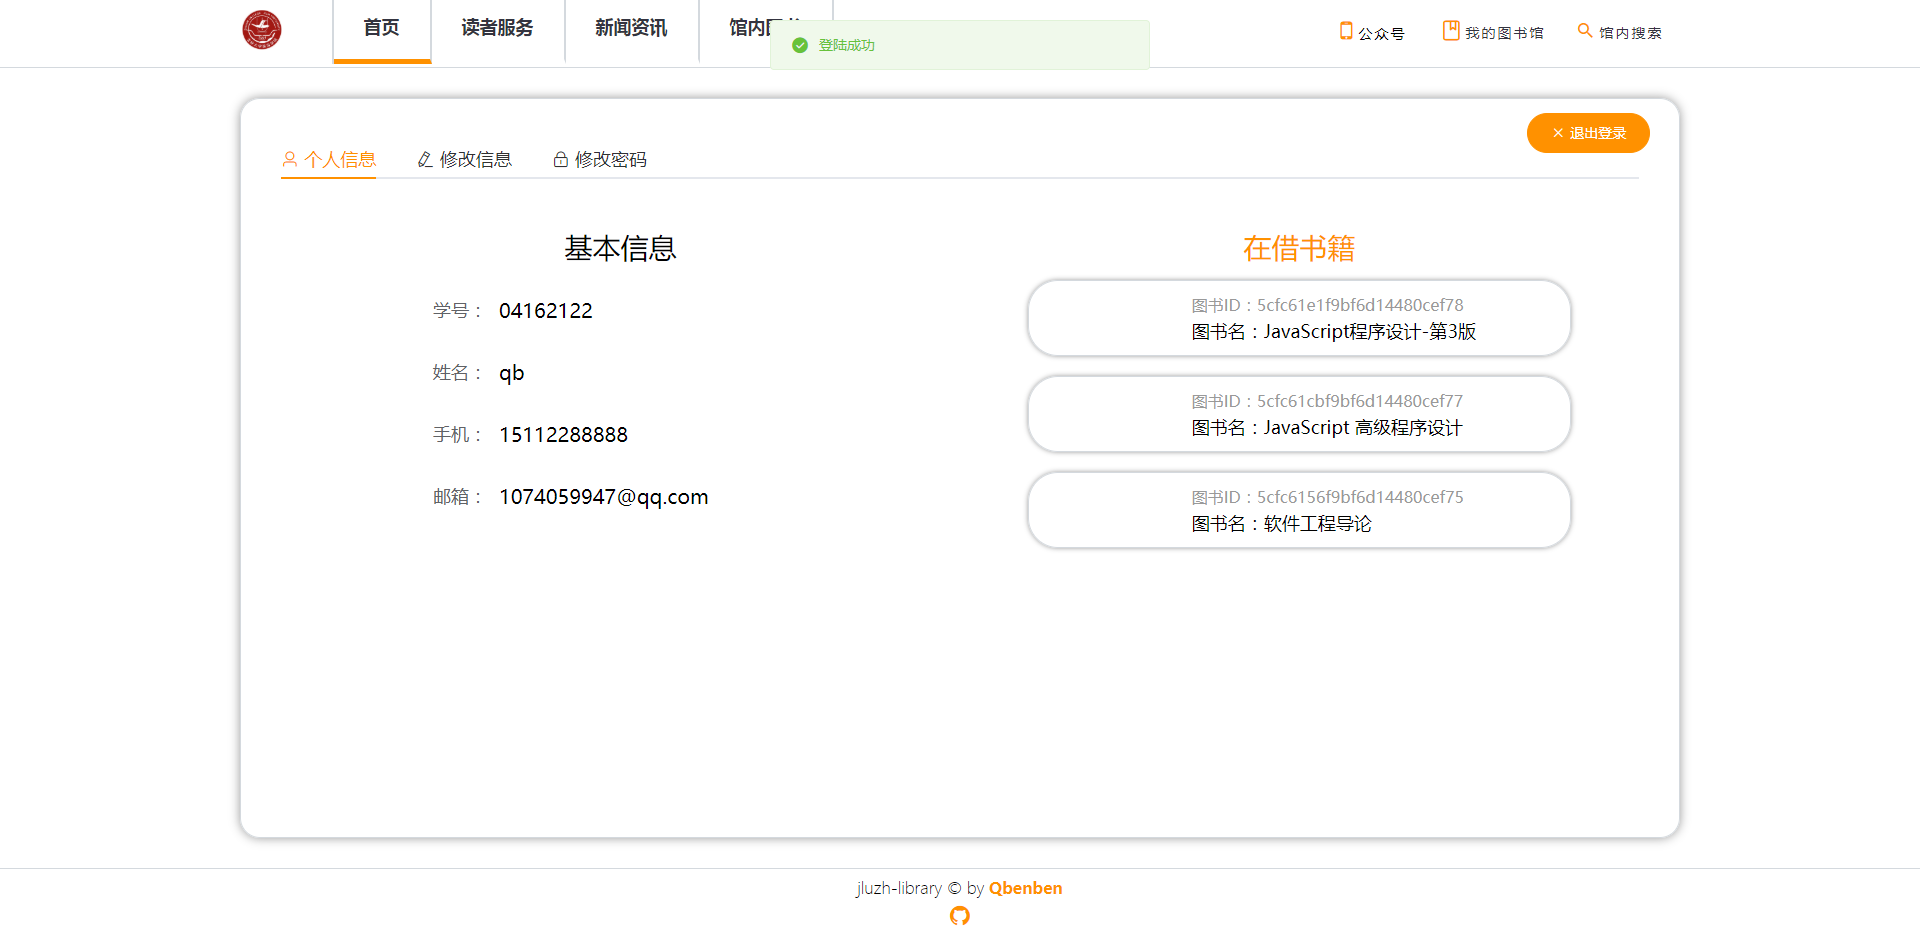 首页
读者服务
新闻资讯
馆内
登陆成功
公众号
我的图书馆
馆内搜索
退出登录
个人信息
修改信息
修改密码
基本信息
学号： 04162122
姓名： qb
手机： 15112288888
邮箱： 1074059947@qq.com
在借书籍
图书ID：5cfc61e1f9bf6d14480cef78
图书名：JavaScript程序设计-第3版
图书ID：5cfc61cbf9bf6d14480cef77
图书名：JavaScript 高级程序设计
图书ID：5cfc6156f9bf6d14480cef75
图书名：软件工程导论
jluzh-library © by Qbenben